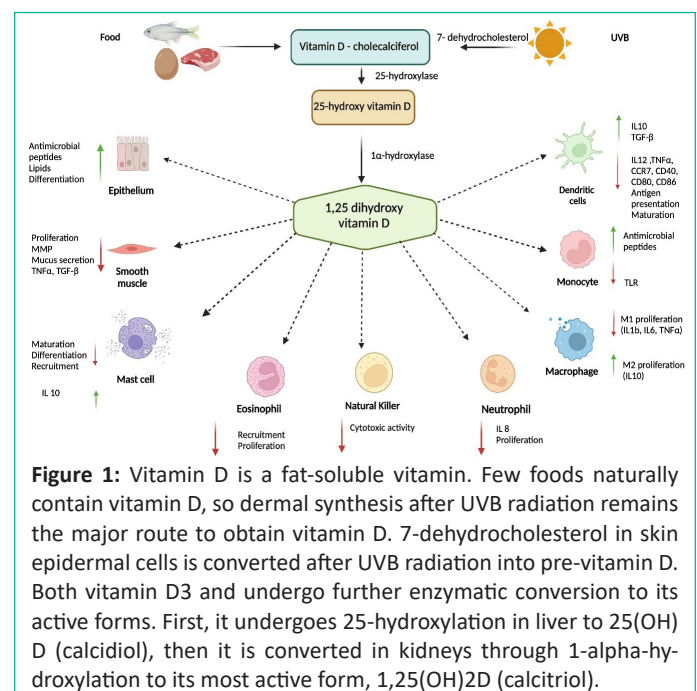 Food
Vitamin D - cholecalciferol
7- dehydrocholesterol
UVB
25-hydroxylase
25-hydroxy vitamin D
1α-hydroxylase
1,25 dihydroxy
vitamin D
Antimicrobial
peptides
Lipids
Differentiation
Epithelium
Proliferation
MMP
Mucus secretion
TNFα, TGF-β
Smooth
muscle
Maturation
Differentiation
Recruitment
IL 10
Mast cell
Eosinophil
Recruitment
Proliferation
Natural Killer
Cytotoxic activity
Neutrophil
IL 8
Proliferation
IL10
TGF-β
IL12 ,TNFα,
CCR7, CD40,
CD80, CD86
Antigen
presentation
Maturation
Dendritic
cells
Antimicrobial
peptides
TLR
Monocyte
M1 proliferation
(IL1b, IL6, TNFα)
M2 proliferation
(IL10)
Macrophage
Figure 1: Vitamin D is a fat-soluble vitamin. Few foods naturally
contain vitamin D, so dermal synthesis after UVB radiation remains
the major route to obtain vitamin D. 7-dehydrocholesterol in skin
epidermal cells is converted after UVB radiation into pre-vitamin D.
Both vitamin D3 and undergo further enzymatic conversion to its
active forms. First, it undergoes 25-hydroxylation in liver to 25(OH)
D (calcidiol), then it is converted in kidneys through 1-alpha-hy-
droxylation to its most active form, 1,25(OH)2D (calcitriol).